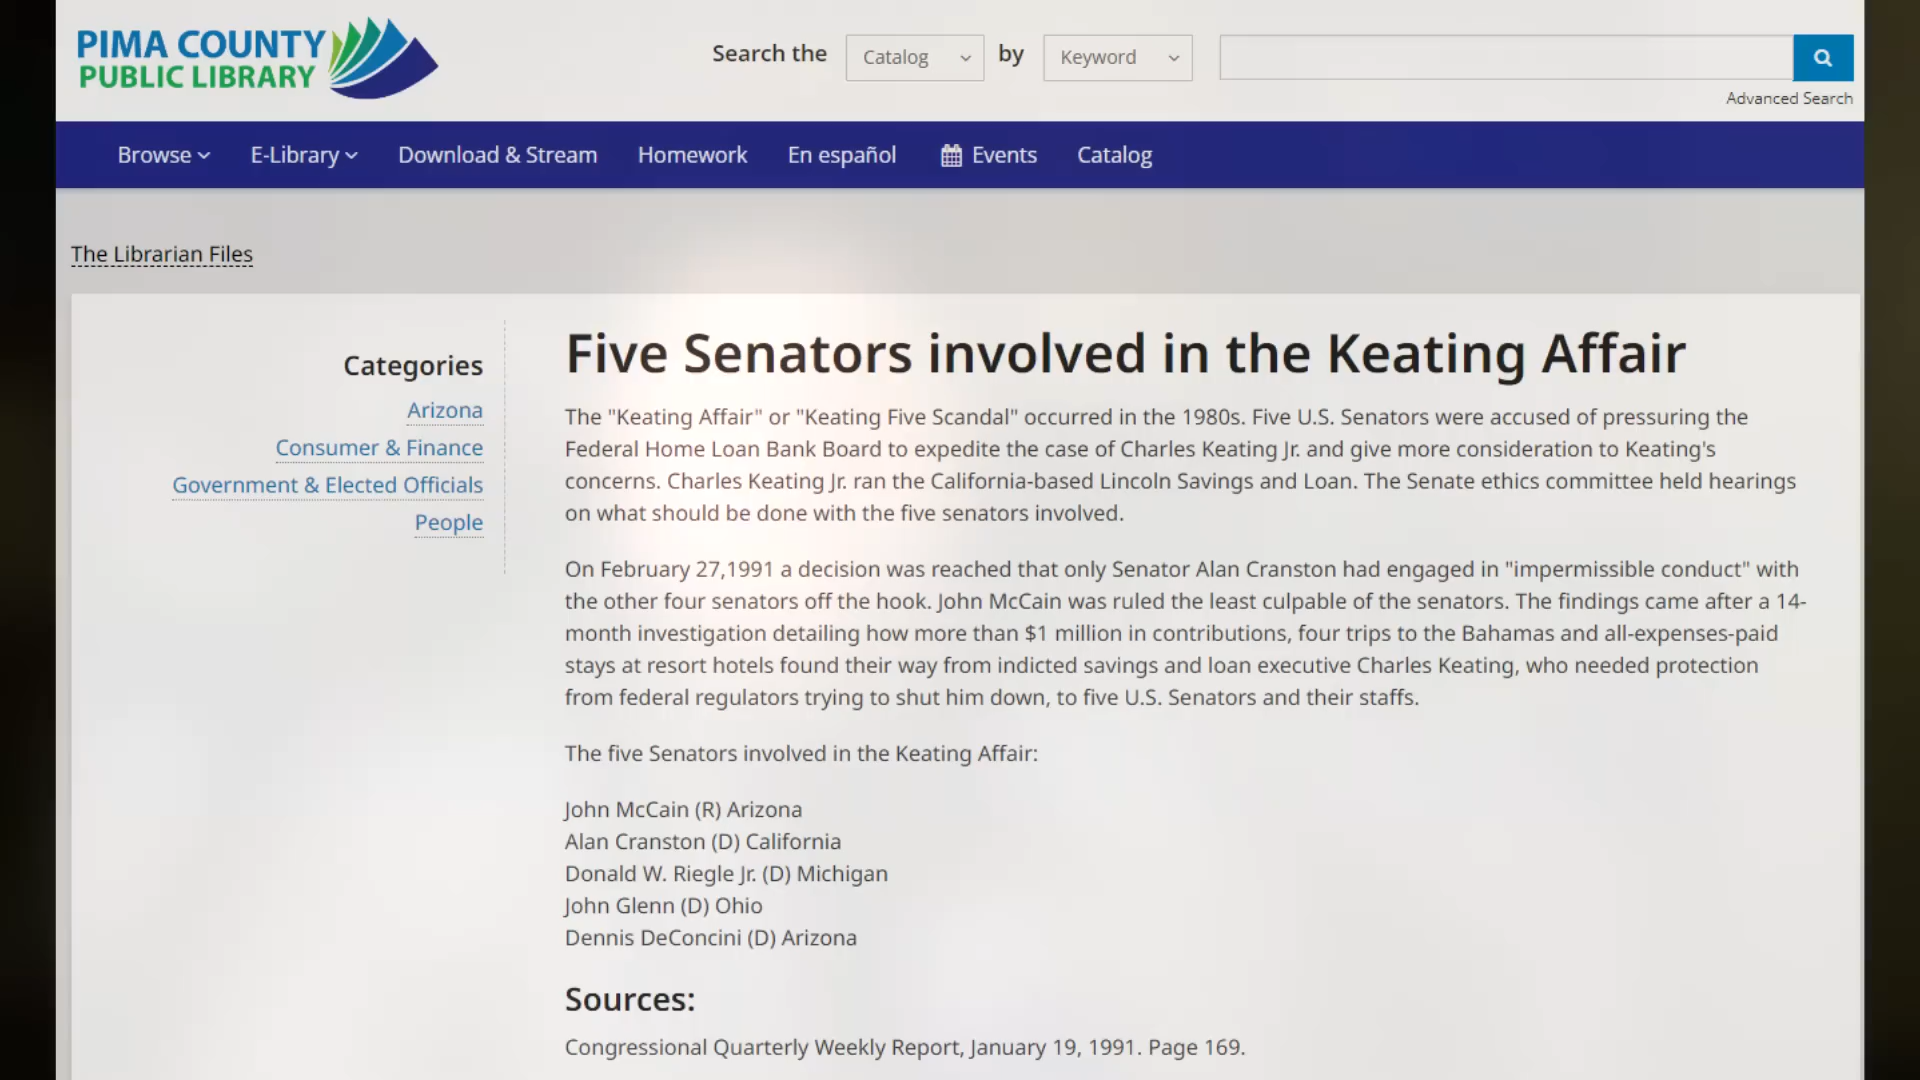 PIMA COUNTY
PUBLIC LIBRARY
Search the Catalog by Keyword
Advanced Search
Browse E-Library Download & Stream Homework En español Events Catalog
The Librarian Files
Categories
Arizona
Consumer & Finance
Government & Elected Officials
People
Five Senators involved in the Keating Affair
The "Keating Affair" or "Keating Five Scandal" occurred in the 1980s. Five U.S. Senators were accused of pressuring the
Federal Home Loan Bank Board to expedite the case of Charles Keating Jr. and give more consideration to Keating's
concerns. Charles Keating Jr. ran the California-based Lincoln Savings and Loan. The Senate ethics committee held hearings
on what should be done with the five senators involved.
On February 27,1991 a decision was reached that only Senator Alan Cranston had engaged in "impermissible conduct" with
the other four senators off the hook. John McCain was ruled the least culpable of the senators. The findings came after a 14-
month investigation detailing how more than $1 million in contributions, four trips to the Bahamas and all-expenses-paid
stays at resort hotels found their way from indicted savings and loan executive Charles Keating, who needed protection
from federal regulators trying to shut him down, to five U.S. Senators and their staffs.
The five Senators involved in the Keating Affair:
John McCain (R) Arizona
Alan Cranston (D) California
Donald W. Riegle Jr. (D) Michigan
John Glenn (D) Ohio
Dennis DeConcini (D) Arizona
Sources:
Congressional Quarterly Weekly Report, January 19, 1991. Page 169.